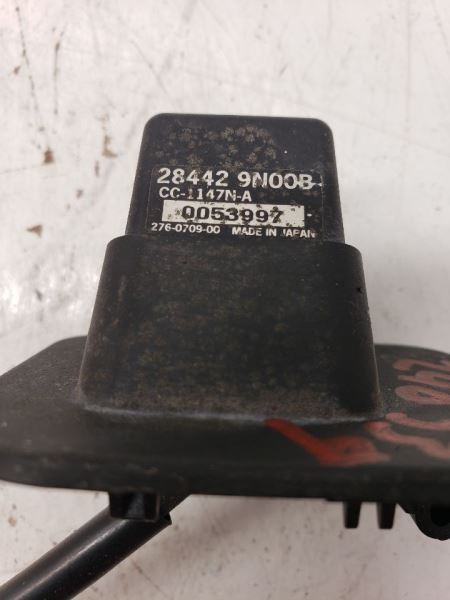 28442 9N00B
CC-1147N-A
0053997
276-0709-00 MADE IN JAPAN